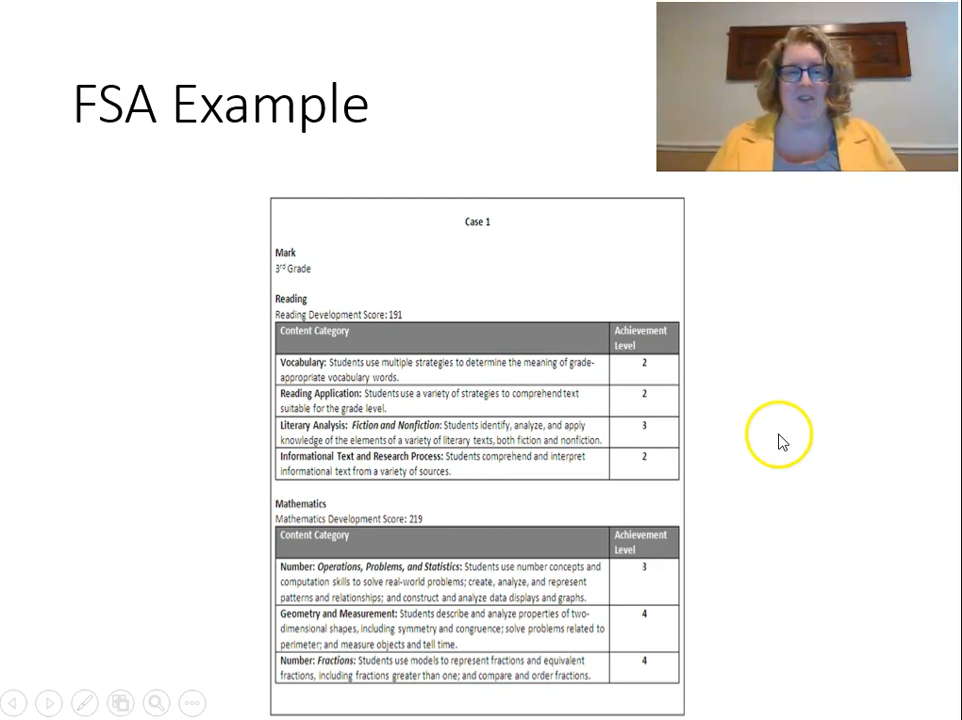 FSA Example
Case 1
Mark
3rd Grade
Reading
Reading Development Score: 191
Content Category
Achievement
Level
Vocabulary: Students use multiple strategies to determine the meaning of grade-
appropriate vocabulary words.
2
Reading Application: Students use a variety of strategies to comprehend text
suitable for the grade level.
2
Literary Analysis: Fiction and Nonfiction: Students identify, analyze, and apply
knowledge of the elements of a variety of literary texts, both fiction and nonfiction.
3
Informational Text and Research Process: Students comprehend and interpret
informational text from a variety of sources.
2
Mathematics
Mathematics Development Score: 219
Content Category
Achievement
Level
Number: Operations, Problems, and Statistics: Students use number concepts and
computation skills to solve real-world problems; create, analyze, and represent
patterns and relationships; and construct and analyze data displays and graphs.
3
Geometry and Measurement: Students describe and analyze properties of two-
dimensional shapes, including symmetry and congruence; solve problems related to
perimeter; and measure objects and tell time.
4
Number: Fractions: Students use models to represent fractions and equivalent
fractions, including fractions greater than one; and compare and order fractions.
4